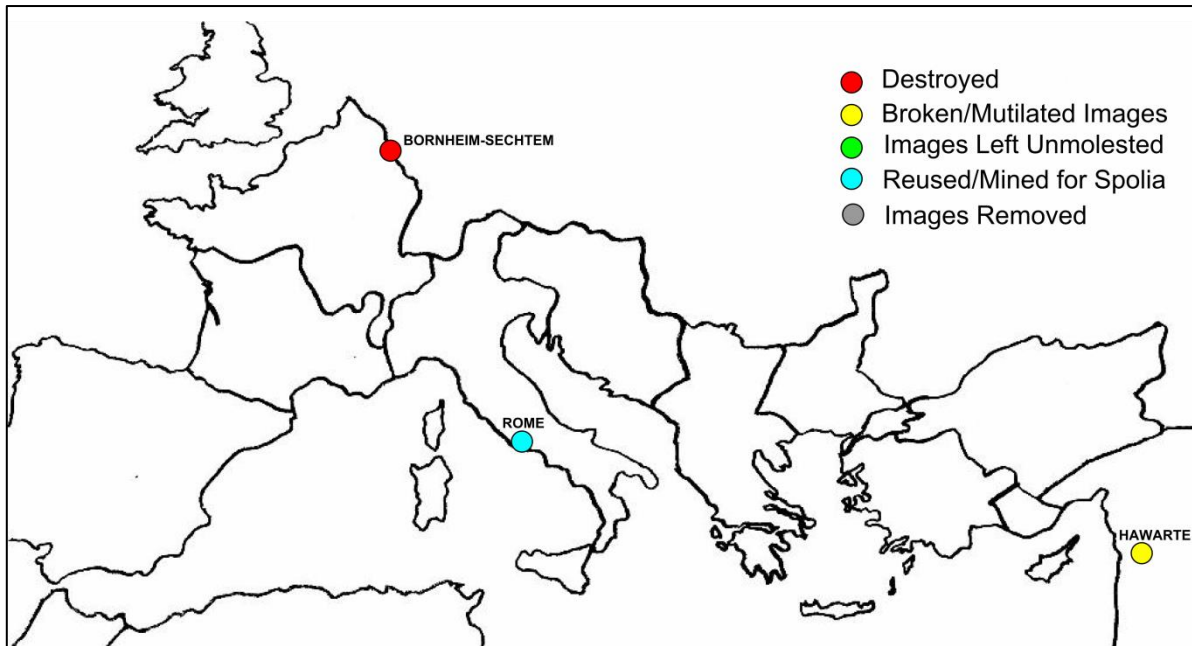 Destroyed
Broken/Mutilated Images
BORNHEIM-SECHTEM
Images Left Unmolested
Reused/Mined for Spolia
Images Removed
ROME
HAWARTE